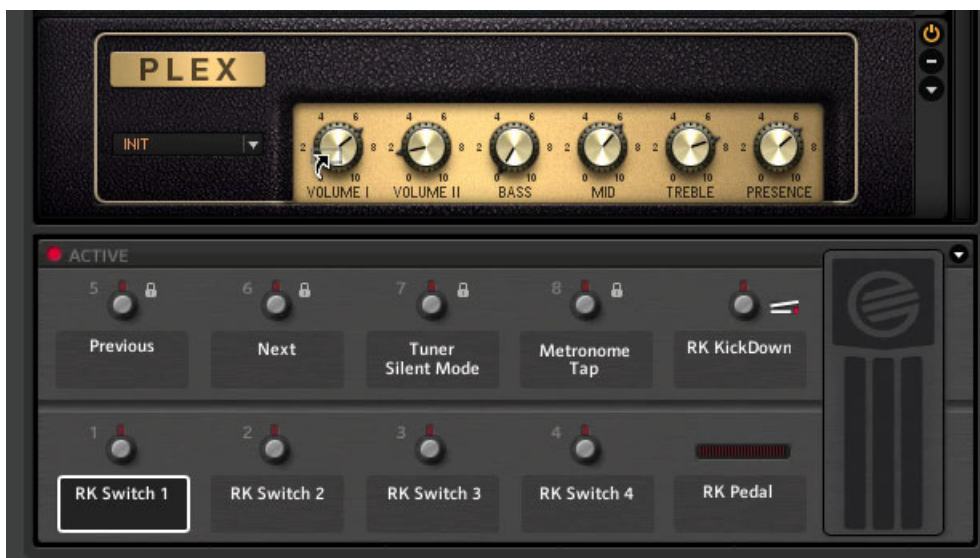 PLEX
INIT
4 6 4 6 4 6 4 6 4 6 4 6
2 8 2 8 2 8 2 8 2 8 2 8
10 0 10 0 10 0 10 0 10 0 10
VOLUME I VOLUME II BASS MID TREBLE PRESENCE
ACTIVE
5 6 7 8
Previous Next Tuner Metronome RK KickDown
Silent Mode Tap
1 2 3 4
RK Switch 1 RK Switch 2 RK Switch 3 RK Switch 4 RK Pedal